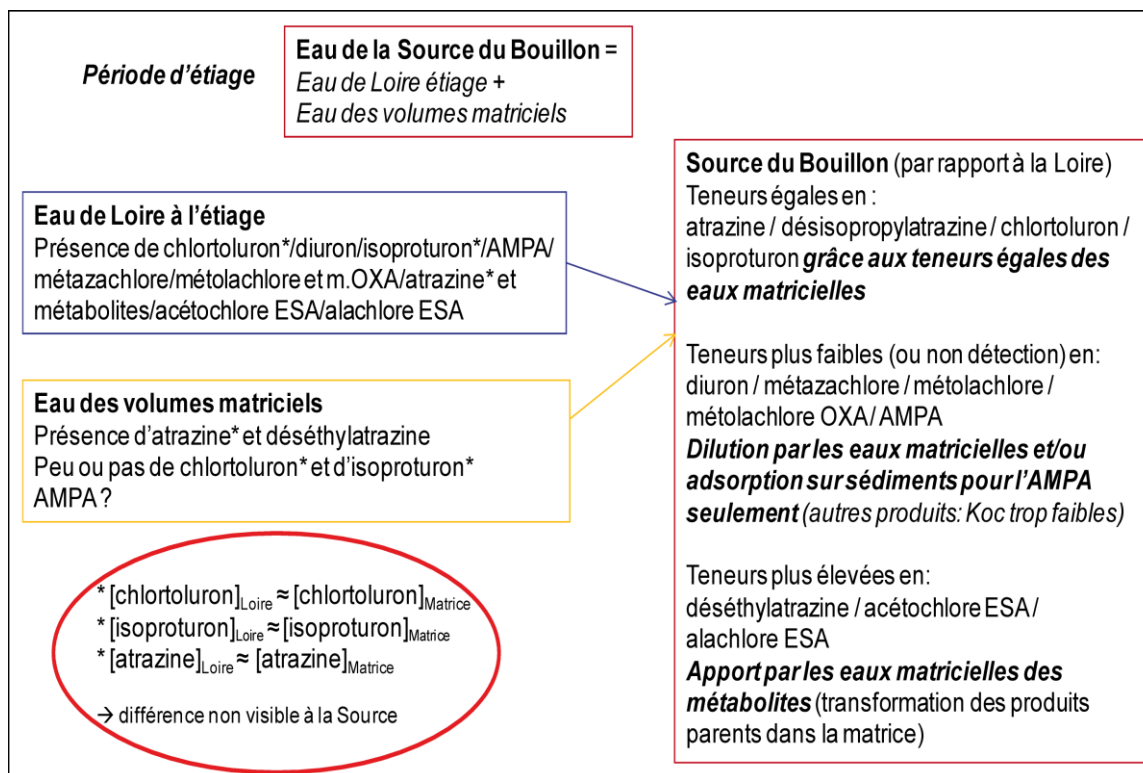 Période d'étiage
Eau de la Source du Bouillon =
Eau de Loire étiage +
Eau des volumes matriciels
Eau de Loire à l'étiage
Présence de chlortoluron*/diuron/isoproturon*/AMPA/
métazachlore/métolachlore et m.OXA/atrazine* et
métabolites/acétochlore ESA/alachlore ESA
Eau des volumes matriciels
Présence d'atrazine* et déséthylatrazine
Peu ou pas de chlortoluron* et d'isoproturon*
AMPA ?
* [chlortoluron]Loire ≈ [chlortoluron]Matrice
* [isoproturon]Loire ≈ [isoproturon]Matrice
* [atrazine]Loire ≈ [atrazine]Matrice
→ différence non visible à la Source
Source du Bouillon (par rapport à la Loire)
Teneurs égales en :
atrazine / désisopropylatrazine / chlortoluron /
isoproturon grâce aux teneurs égales des
eaux matricielles
Teneurs plus faibles (ou non détection) en:
diuron / métazachlore / métolachlore /
métolachlore OXA/ AMPA
Dilution par les eaux matricielles et/ou
adsorption sur sédiments pour l'AMPA
seulement (autres produits: Koc trop faibles)
Teneurs plus élevées en:
déséthylatrazine / acétochlore ESA /
alachlore ESA
Apport par les eaux matricielles des
métabolites (transformation des produits
parents dans la matrice)